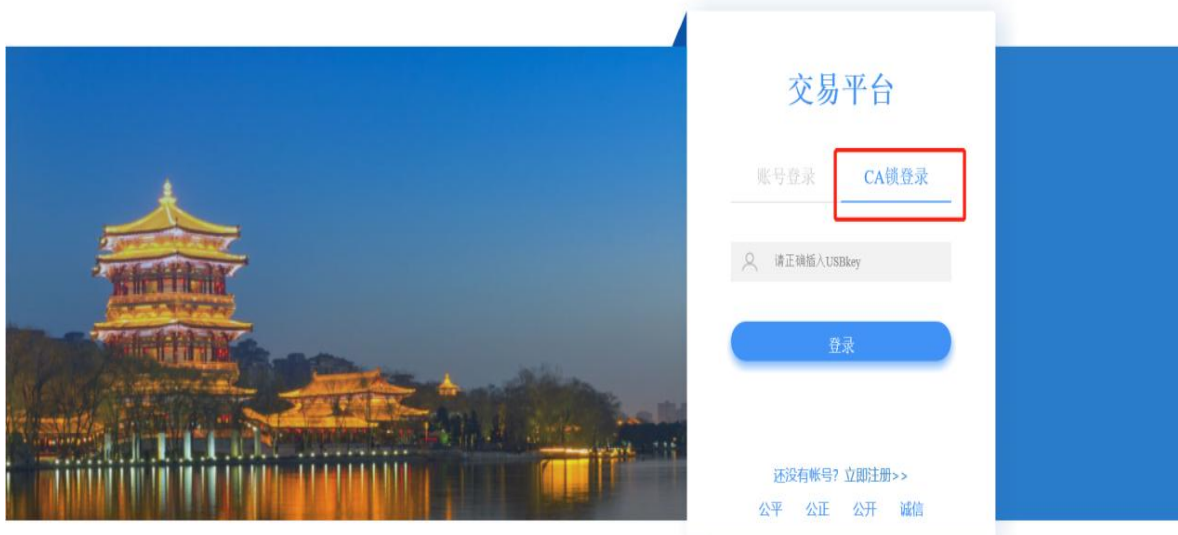 交易平台
账号登录 CA锁登录
请正确插入USBkey
登录
还没有帐号? 立即注册>>
公平 公正 公开 诚信